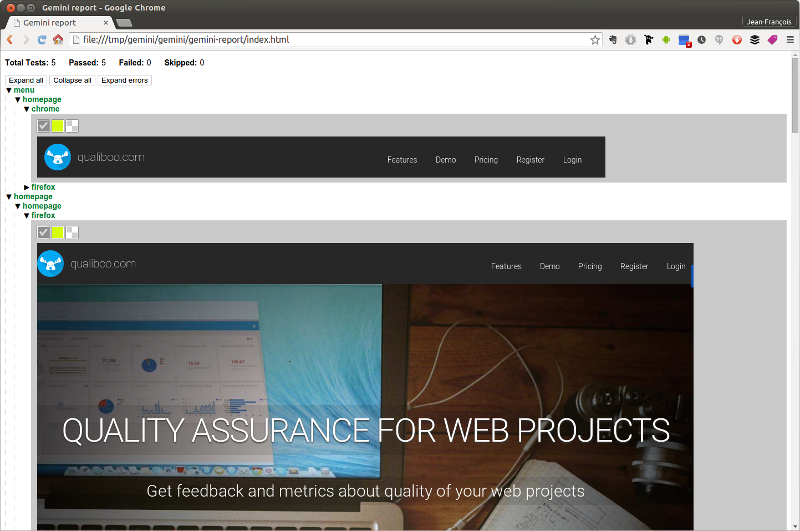 Gemini report - Google Chrome
Gemini report
Jean-François
file:///tmp/gemini/gemini/gemini-report/index.html
Total Tests: 5 Passed: 5 Failed: 0 Skipped: 0
Expand all Collapse all Expand errors
menu
homepage
chrome
qualiboo.com Features Demo Pricing Register Login
firefox
homepage
homepage
firefox
qualiboo.com Features Demo Pricing Register Login
QUALITY ASSURANCE FOR WEB PROJECTS
Get feedback and metrics about quality of your web projects